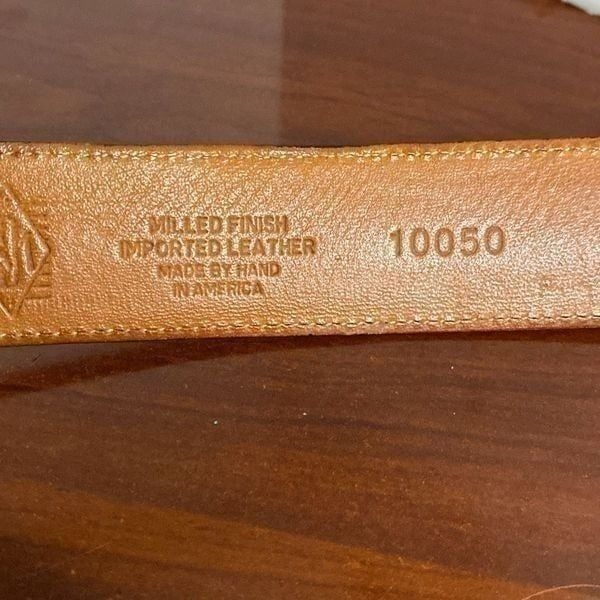 MILLED FINISH
IMPORTED LEATHER
MADE BY HAND
IN AMERICA
10050